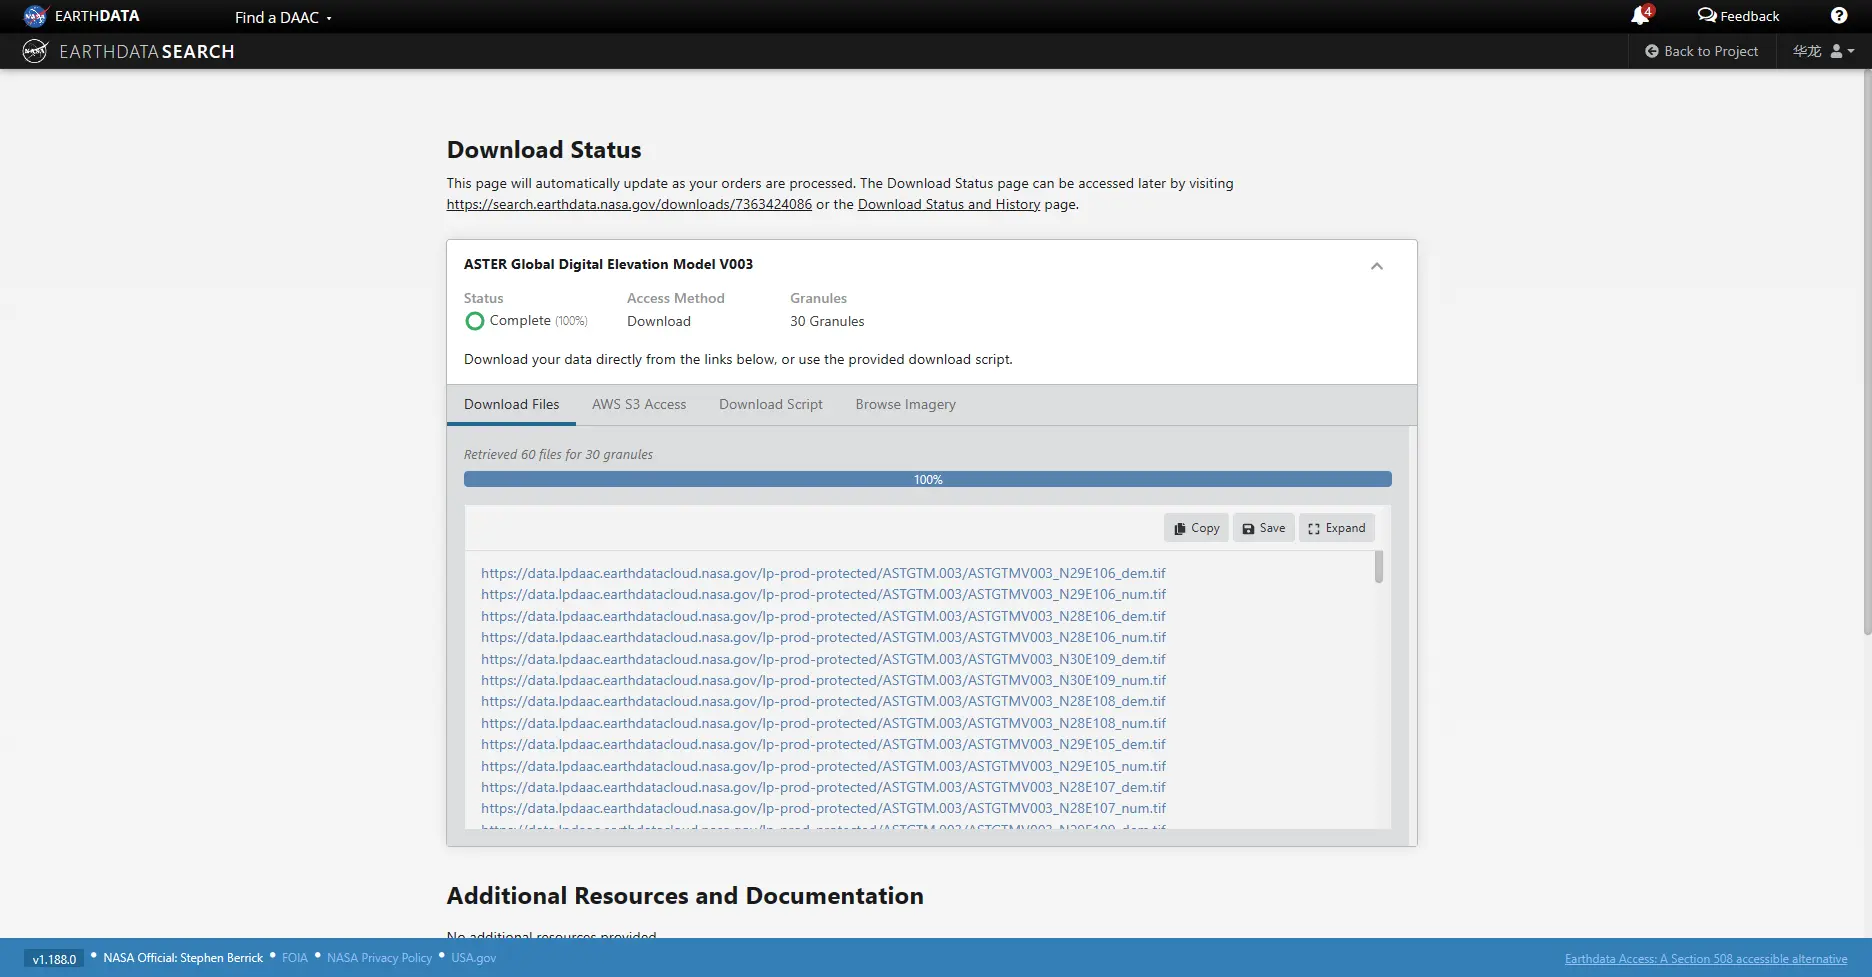 EARTHDATA
Find a DAAC
4
Feedback
?
EARTHDATA SEARCH
Back to Project
华龙
Download Status
This page will automatically update as your orders are processed. The Download Status page can be accessed later by visiting
https://search.earthdata.nasa.gov/downloads/7363424086 or the Download Status and History page.
ASTER Global Digital Elevation Model V003
Status Access Method Granules
Complete (100%) Download 30 Granules
Download your data directly from the links below, or use the provided download script.
Download Files AWS S3 Access Download Script Browse Imagery
Retrieved 60 files for 30 granules
100%
Copy Save Expand
https://data.lpdaac.earthdatacloud.nasa.gov/lp-prod-protected/ASTGTM.003/ASTGTMV003_N29E106_dem.tif
https://data.lpdaac.earthdatacloud.nasa.gov/lp-prod-protected/ASTGTM.003/ASTGTMV003_N29E106_num.tif
https://data.lpdaac.earthdatacloud.nasa.gov/lp-prod-protected/ASTGTM.003/ASTGTMV003_N28E106_dem.tif
https://data.lpdaac.earthdatacloud.nasa.gov/lp-prod-protected/ASTGTM.003/ASTGTMV003_N28E106_num.tif
https://data.lpdaac.earthdatacloud.nasa.gov/lp-prod-protected/ASTGTM.003/ASTGTMV003_N30E109_dem.tif
https://data.lpdaac.earthdatacloud.nasa.gov/lp-prod-protected/ASTGTM.003/ASTGTMV003_N30E109_num.tif
https://data.lpdaac.earthdatacloud.nasa.gov/lp-prod-protected/ASTGTM.003/ASTGTMV003_N28E108_dem.tif
https://data.lpdaac.earthdatacloud.nasa.gov/lp-prod-protected/ASTGTM.003/ASTGTMV003_N28E108_num.tif
https://data.lpdaac.earthdatacloud.nasa.gov/lp-prod-protected/ASTGTM.003/ASTGTMV003_N29E105_dem.tif
https://data.lpdaac.earthdatacloud.nasa.gov/lp-prod-protected/ASTGTM.003/ASTGTMV003_N29E105_num.tif
https://data.lpdaac.earthdatacloud.nasa.gov/lp-prod-protected/ASTGTM.003/ASTGTMV003_N28E107_dem.tif
https://data.lpdaac.earthdatacloud.nasa.gov/lp-prod-protected/ASTGTM.003/ASTGTMV003_N28E107_num.tif
Additional Resources and Documentation
No additional resources provided
v1.188.0 • NASA Official: Stephen Berrick • FOIA • NASA Privacy Policy • USA.gov
Earthdata Access: A Section 508 accessible alternative